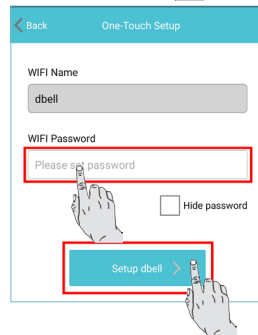 Back One-Touch Setup
WIFI Name
dbell
WIFI Password
Please set password
Hide password
Setup dbell